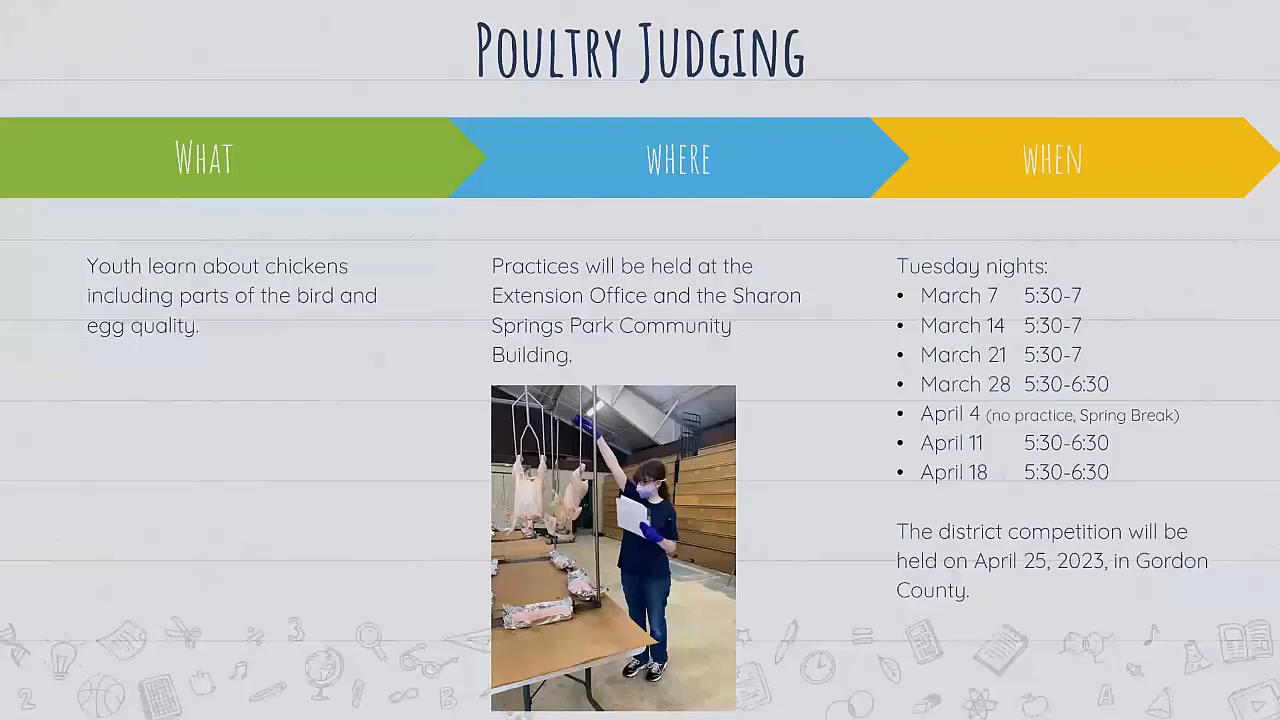 Poultry Judging
What
where
when
Youth learn about chickens
including parts of the bird and
egg quality.
Practices will be held at the
Extension Office and the Sharon
Springs Park Community
Building.
Tuesday nights:
• March 7 5:30-7
• March 14 5:30-7
• March 21 5:30-7
• March 28 5:30-6:30
• April 4 (no practice, Spring Break)
• April 11 5:30-6:30
• April 18 5:30-6:30
The district competition will be
held on April 25, 2023, in Gordon
County.